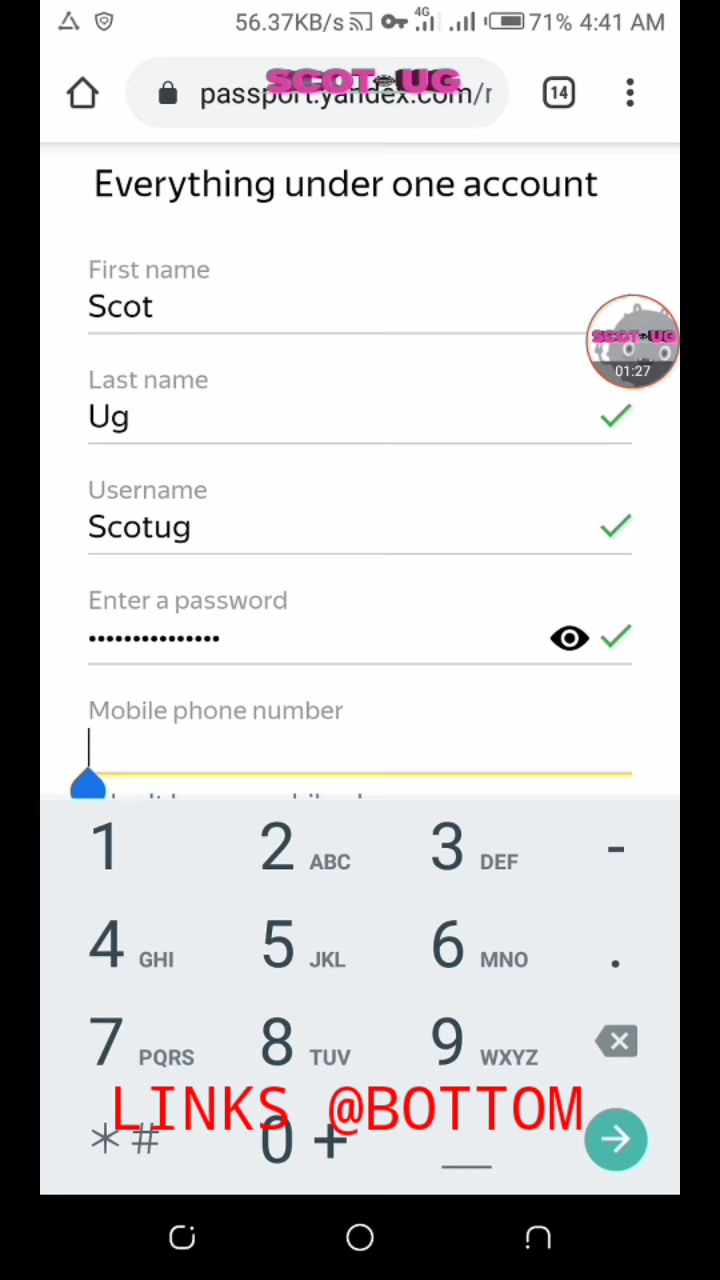 56.37KB/s 4G 71% 4:41 AM
SCOT UG
passport.yandex.com/r
14
Everything under one account
First name
Scot
SCOT UG
01:27
Last name
Ug
Username
Scotug
Enter a password
•••••••••••••••
Mobile phone number
1 2 ABC 3 DEF -
4 GHI 5 JKL 6 MNO .
7 PQRS 8 TUV 9 WXYZ
LINKS @BOTTOM
*# 0 + _